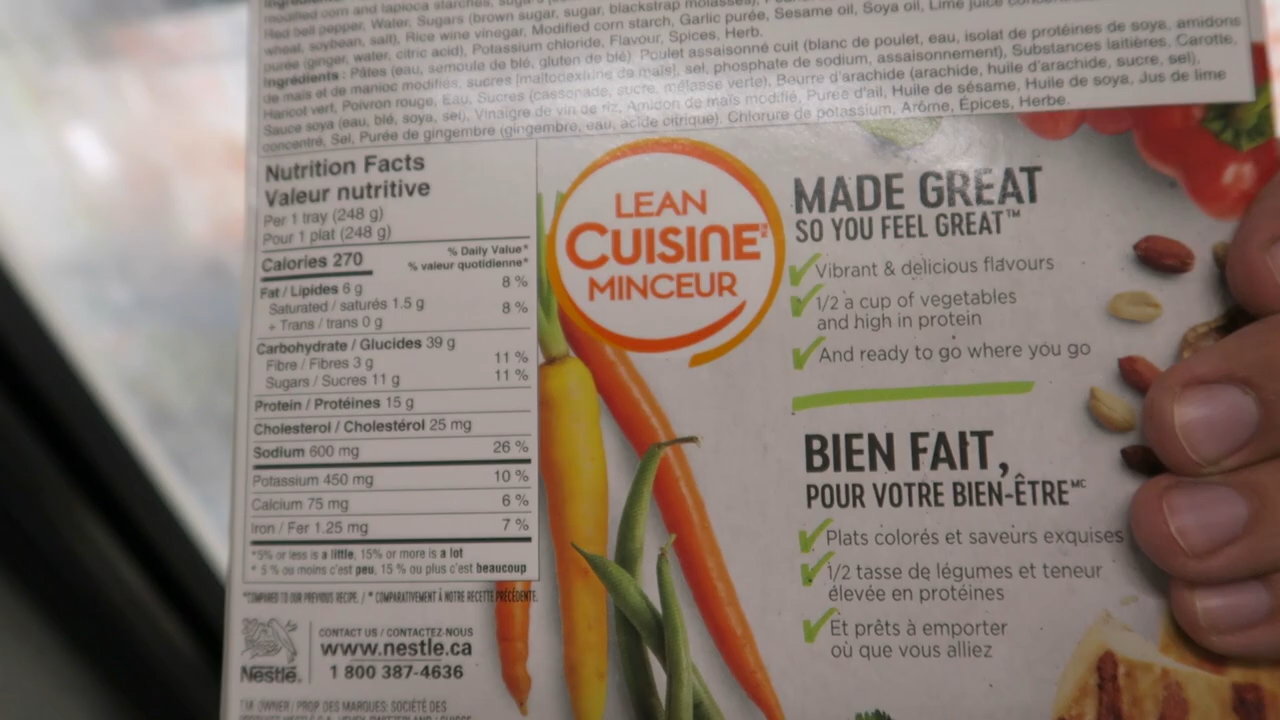 modified corn and tapioca starches,
Red bell pepper, Water, Sugars (brown sugar, sugar, blackstrap molasses),
wheat, soybean, salt), Rice wine vinegar, Modified corn starch, Garlic purée, Sesame oil, Soya oil, Lime juice
purée (ginger, water, citric acid), Potassium chloride, Flavour, Spices, Herb.
Ingrédients : Pâtes (eau, semoule de blé, gluten de blé), Poulet assaisonné cuit (blanc de poulet, eau, isolat de protéines de soya, amidons
de maïs et de manioc modifiés, sucres [maltodextrine de maïs], sel, phosphate de sodium, assaisonnement), Substances laitières, Carotte,
Haricot vert, Poivron rouge, Eau, Sucres (cassonade, sucre, mélasse verte), Beurre d'arachide (arachide, huile d'arachide, sucre, sel),
Sauce soya (eau, blé, soya, sel), Vinaigre de vin de riz, Amidon de maïs modifié, Purée d'ail, Huile de sésame, Huile de soya, Jus de lime
concentré, Sel, Purée de gingembre (gingembre, eau, acide citrique), Chlorure de potassium, Arôme, Épices, Herbe.
Nutrition Facts
Valeur nutritive
Per 1 tray (248 g)
Pour 1 plat (248 g)
Calories 270
% Daily Value*
% valeur quotidienne*
Fat / Lipides 6 g 8 %
Saturated / saturés 1.5 g
+ Trans / trans 0 g 8 %
Carbohydrate / Glucides 39 g
Fibre / Fibres 3 g 11 %
Sugars / Sucres 11 g 11 %
Protein / Protéines 15 g
Cholesterol / Cholestérol 25 mg
Sodium 600 mg 26 %
Potassium 450 mg 10 %
Calcium 75 mg 6 %
Iron / Fer 1.25 mg 7 %
*5% or less is a little, 15% or more is a lot
* 5 % ou moins c'est peu, 15 % ou plus c'est beaucoup
*COMPARED TO OUR PREVIOUS RECIPE. / * COMPARATIVEMENT À NOTRE RECETTE PRÉCÉDENTE.
Nestlé.
CONTACT US / CONTACTEZ-NOUS
www.nestle.ca
1 800 387-4636
OWNER / PROP DES MARQUES: SOCIÉTÉ DES
LEAN
CUISINE
MINCEUR
MADE GREAT
SO YOU FEEL GREAT™
Vibrant & delicious flavours
1/2 a cup of vegetables
and high in protein
And ready to go where you go
BIEN FAIT,
POUR VOTRE BIEN-ÊTRE MC
Plats colorés et saveurs exquises
1/2 tasse de légumes et teneur
élevée en protéines
Et prêts à emporter
où que vous alliez